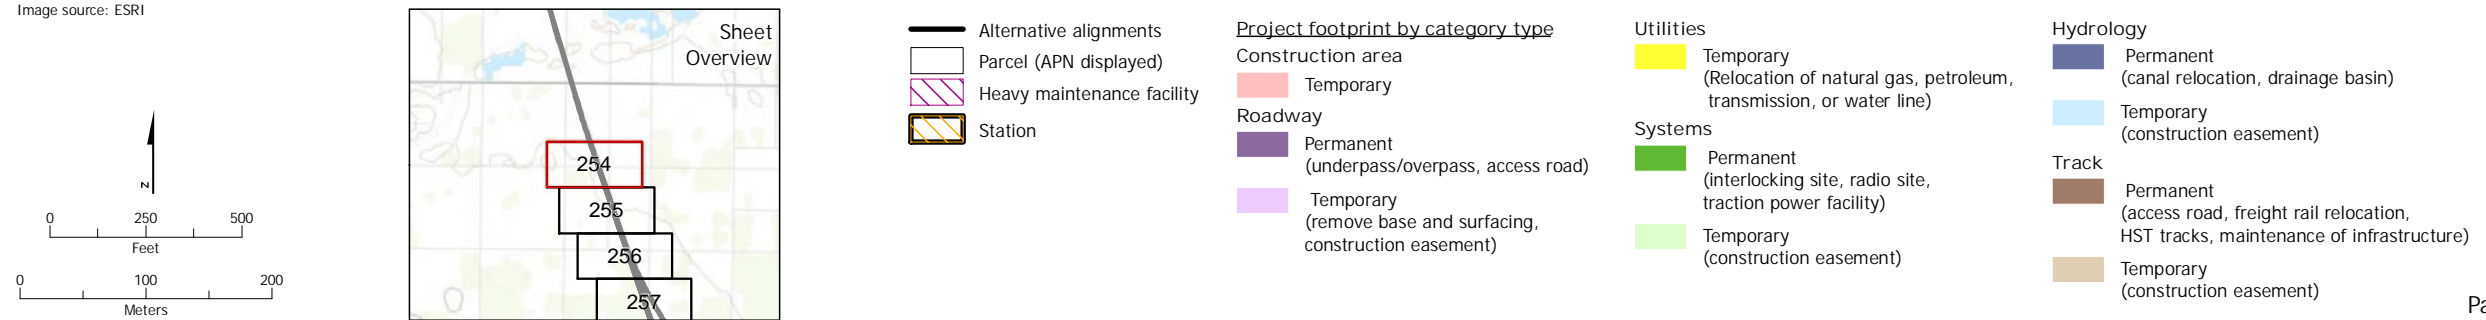 Image source: ESRI
N
0 250 500
Feet
0 100 200
Meters
Sheet
Overview
254
255
256
257
Alternative alignments
Parcel (APN displayed)
Heavy maintenance facility
Station
Project footprint by category type
Construction area
Temporary
Roadway
Permanent
(underpass/overpass, access road)
Temporary
(remove base and surfacing,
construction easement)
Utilities
Temporary
(Relocation of natural gas, petroleum,
transmission, or water line)
Systems
Permanent
(interlocking site, radio site,
traction power facility)
Temporary
(construction easement)
Hydrology
Permanent
(canal relocation, drainage basin)
Temporary
(construction easement)
Track
Permanent
(access road, freight rail relocation,
HST tracks, maintenance of infrastructure)
Temporary
(construction easement)